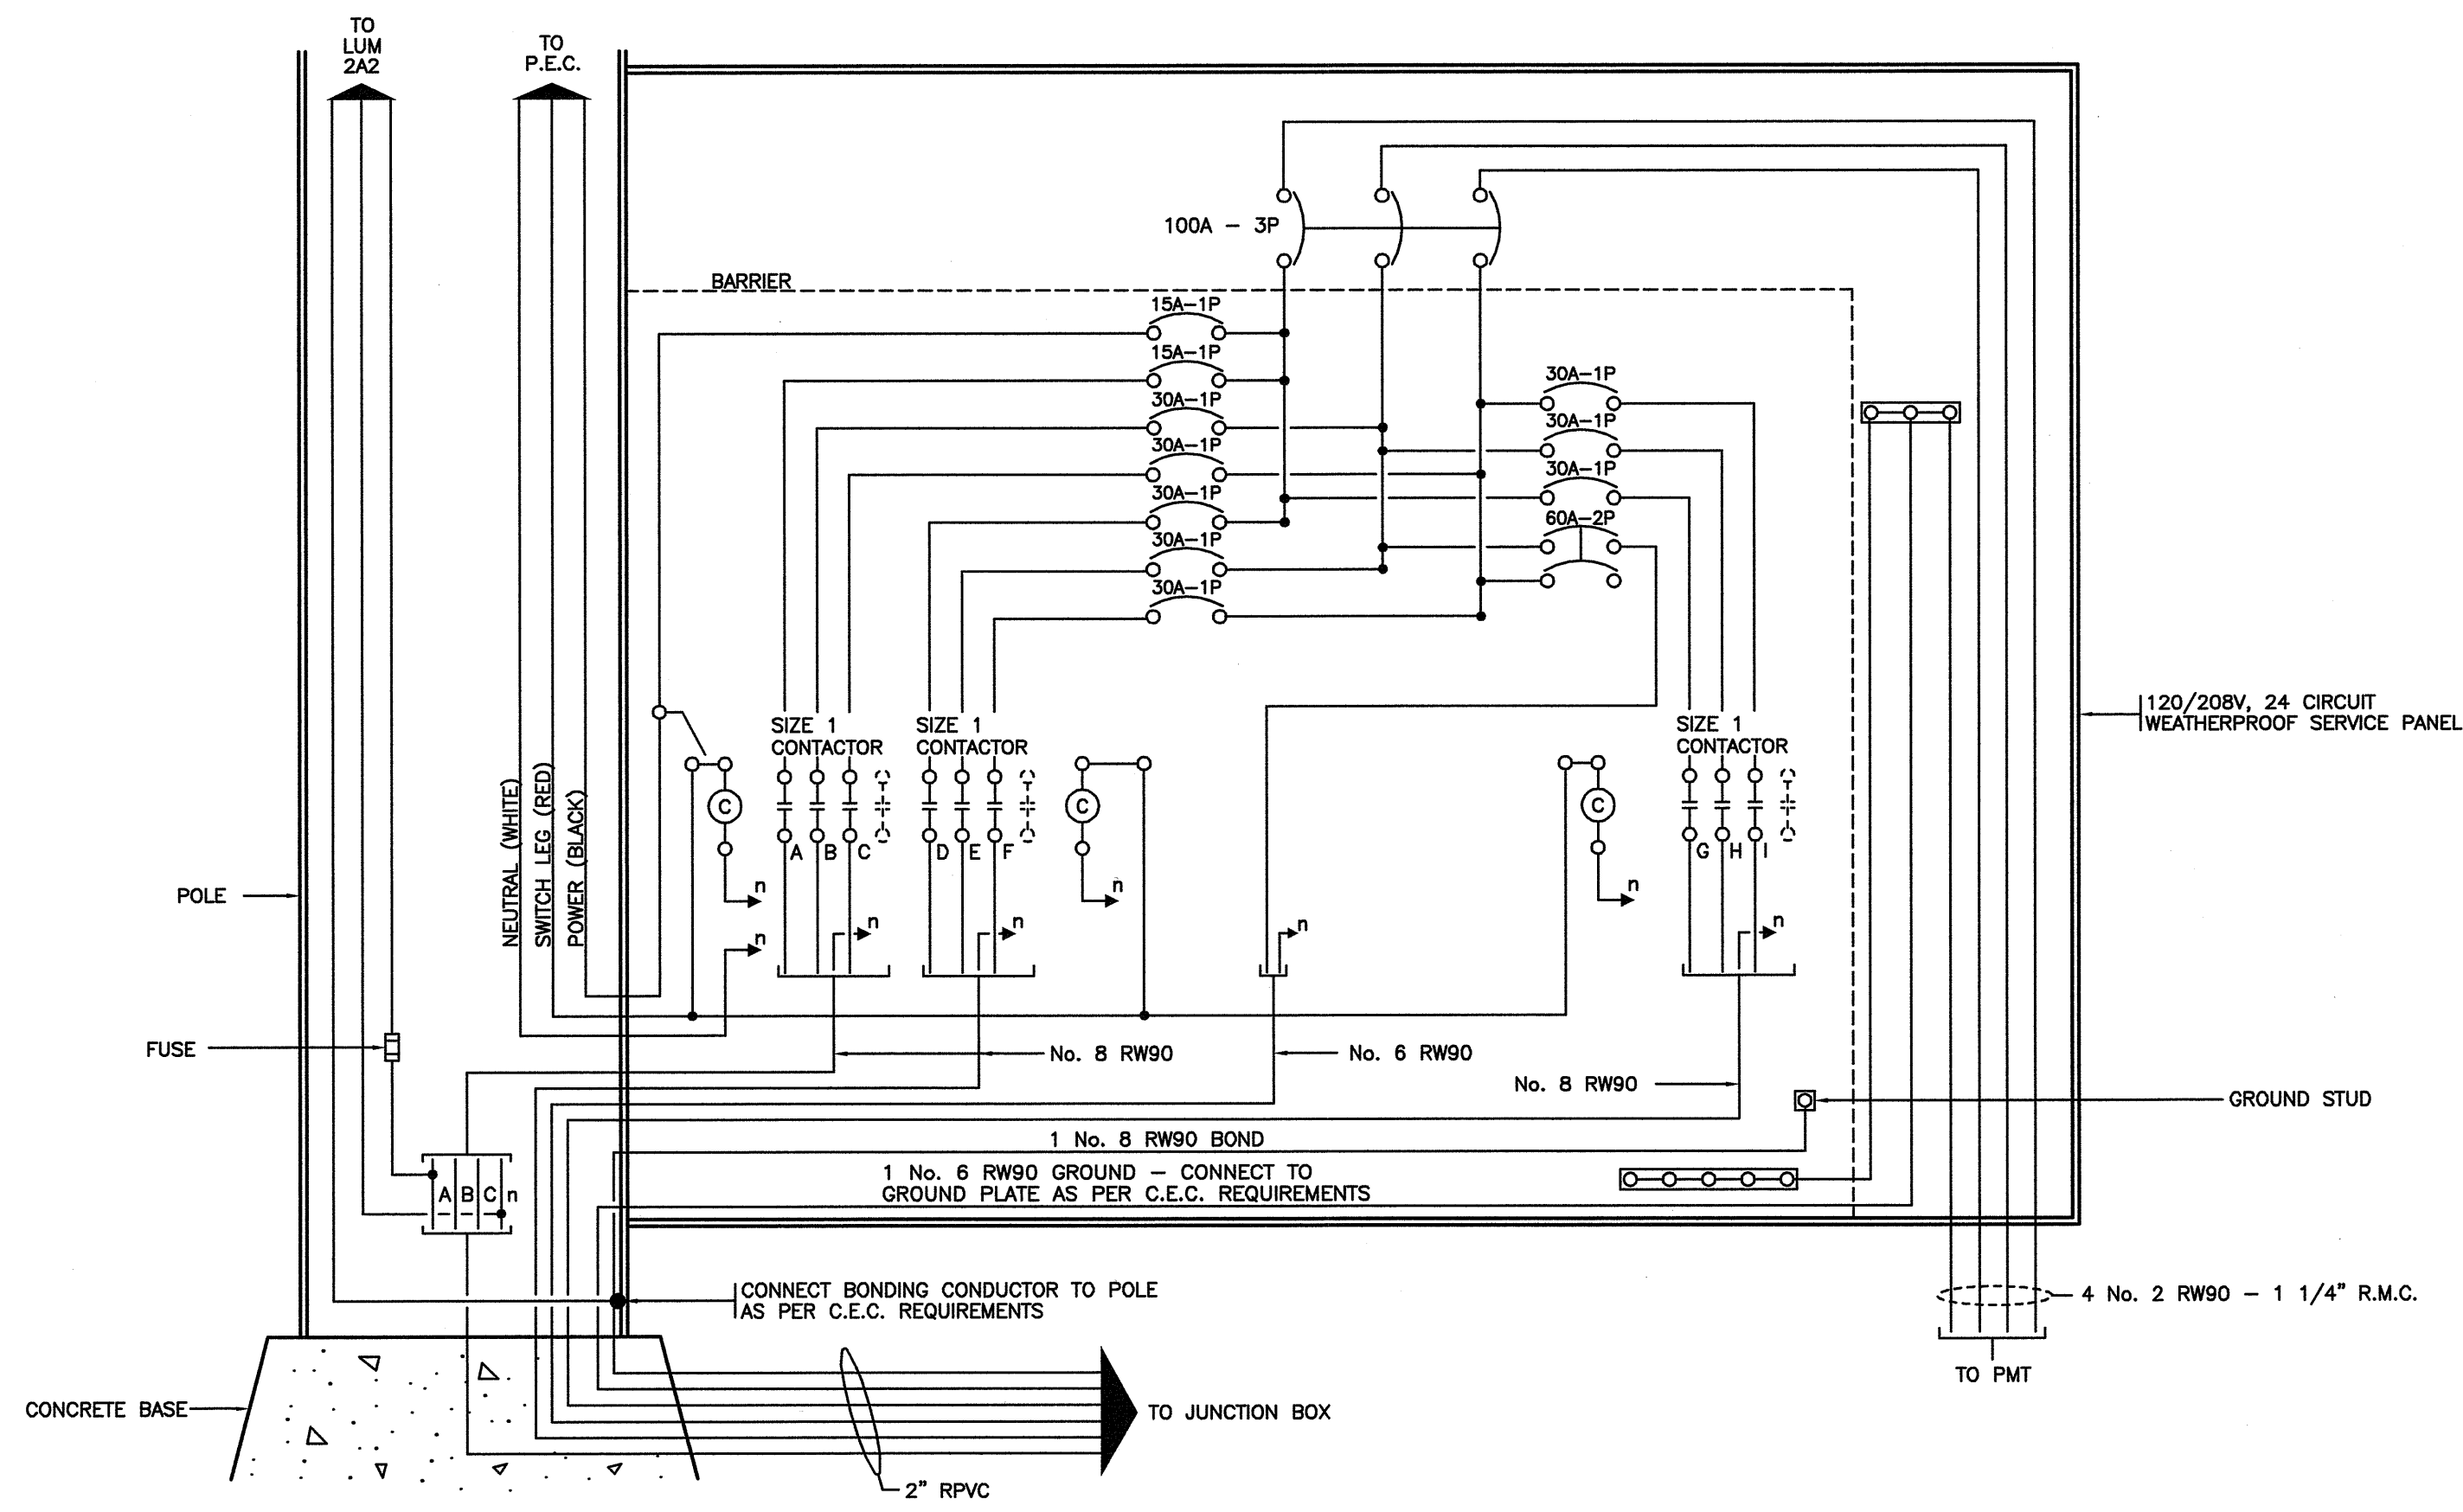 TO
LUM
2A2
TO
P.E.C.
100A - 3P
BARRIER
15A-1P
15A-1P
30A-1P
30A-1P
30A-1P
30A-1P
30A-1P
30A-1P
30A-1P
30A-1P
60A-2P
120/208V, 24 CIRCUIT
WEATHERPROOF SERVICE PANEL
SIZE 1
CONTACTOR
SIZE 1
CONTACTOR
SIZE 1
CONTACTOR
C
C
C
A B C
D E F
G H I
NEUTRAL (WHITE)
SWITCH LEG (RED)
POWER (BLACK)
n
n
n
n
n
n
n
n
POLE
FUSE
No. 8 RW90
No. 6 RW90
No. 8 RW90
GROUND STUD
1 No. 8 RW90 BOND
1 No. 6 RW90 GROUND - CONNECT TO
GROUND PLATE AS PER C.E.C. REQUIREMENTS
A B C n
CONNECT BONDING CONDUCTOR TO POLE
AS PER C.E.C. REQUIREMENTS
4 No. 2 RW90 - 1 1/4" R.M.C.
TO PMT
CONCRETE BASE
TO JUNCTION BOX
2" RPVC